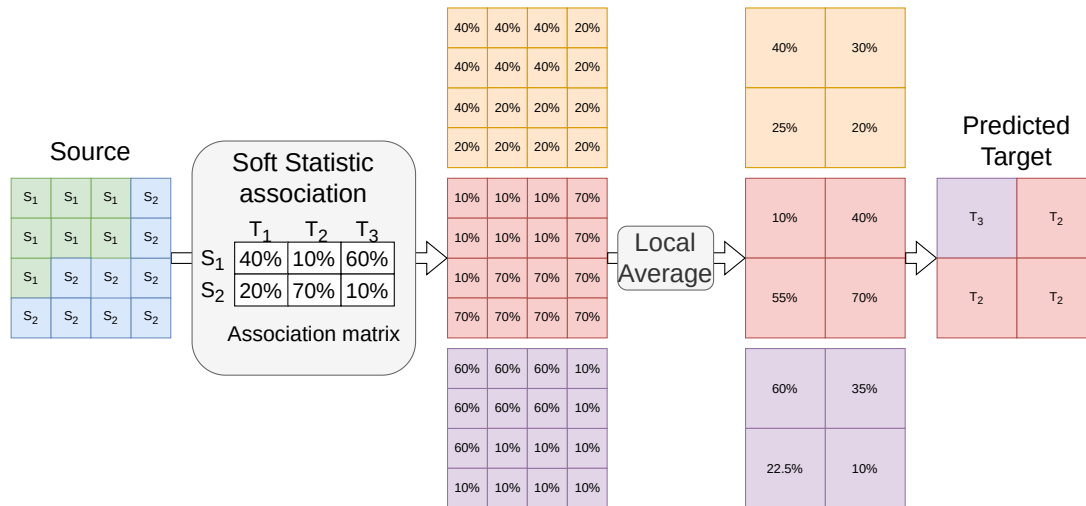 Source
S1 S1 S1 S2
S1 S1 S1 S2
S1 S2 S2 S2
S2 S2 S2 S2
Soft Statistic
association
T1 T2 T3
S1 40% 10% 60%
S2 20% 70% 10%
Association matrix
40% 40% 40% 20%
40% 40% 40% 20%
40% 20% 20% 20%
20% 20% 20% 20%
10% 10% 10% 70%
10% 10% 10% 70%
10% 70% 70% 70%
70% 70% 70% 70%
60% 60% 60% 10%
60% 60% 60% 10%
60% 10% 10% 10%
10% 10% 10% 10%
Local
Average
40% 30%
25% 20%
10% 40%
55% 70%
60% 35%
22.5% 10%
Predicted
Target
T3 T2
T2 T2